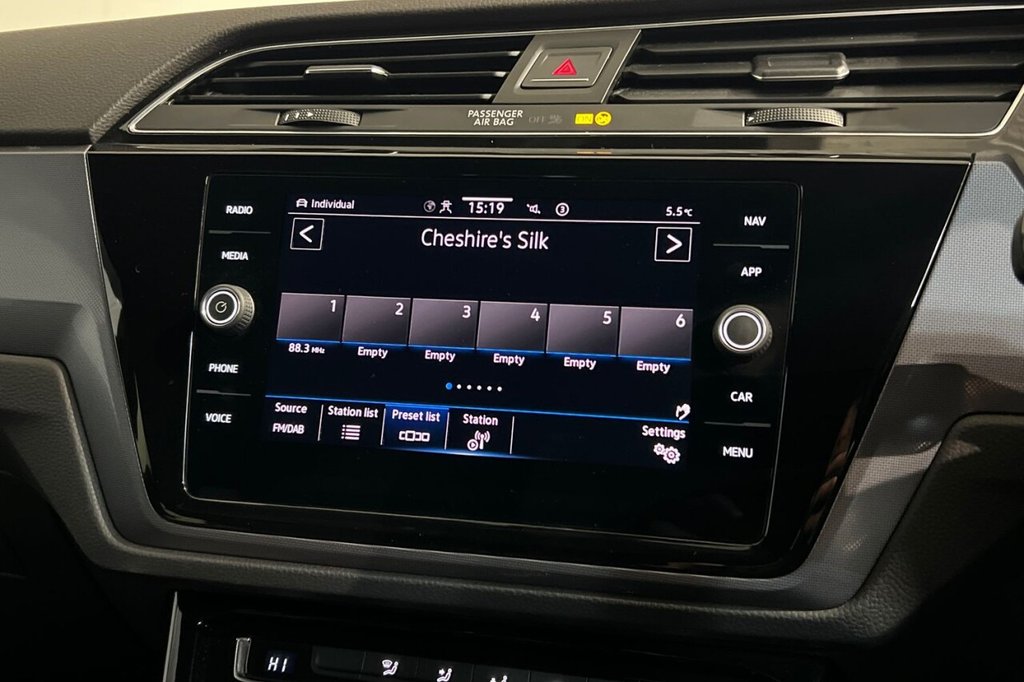 PASSENGER
AIR BAG OFF ON
RADIO
MEDIA
PHONE
VOICE
Individual 15:19 3 5.5°C
< Cheshire's Silk >
1 2 3 4 5 6
88.3 MHz Empty Empty Empty Empty Empty
Source Station list Preset list Station Settings
FM/DAB
NAV
APP
CAR
MENU
HI